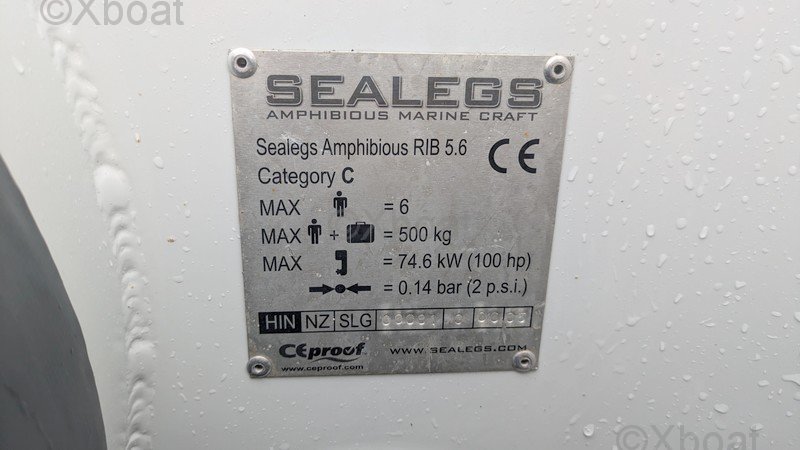 ©Xboat
SEALEGS
AMPHIBIOUS MARINE CRAFT
Sealegs Amphibious RIB 5.6 CE
Category C
MAX = 6
MAX + = 500 kg
MAX = 74.6 kW (100 hp)
= 0.14 bar (2 p.s.i.)
HIN NZ-SLG
CEproof WWW.SEALEGS.COM
www.ceproof.com
©Xboat